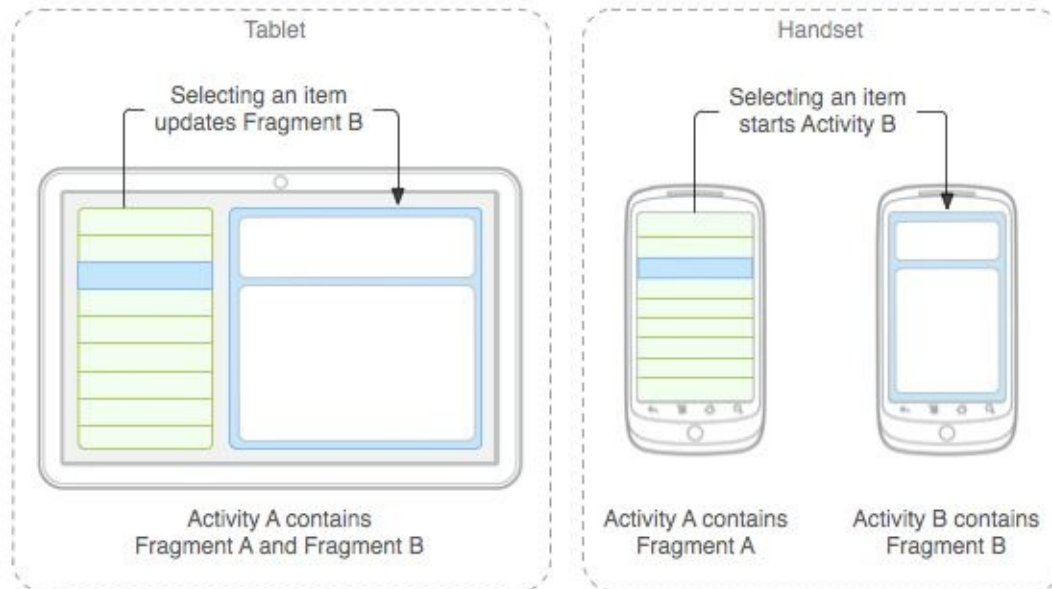 Tablet
Selecting an item
updates Fragment B
Activity A contains
Fragment A and Fragment B
Handset
Selecting an item
starts Activity B
Activity A contains
Fragment A
Activity B contains
Fragment B